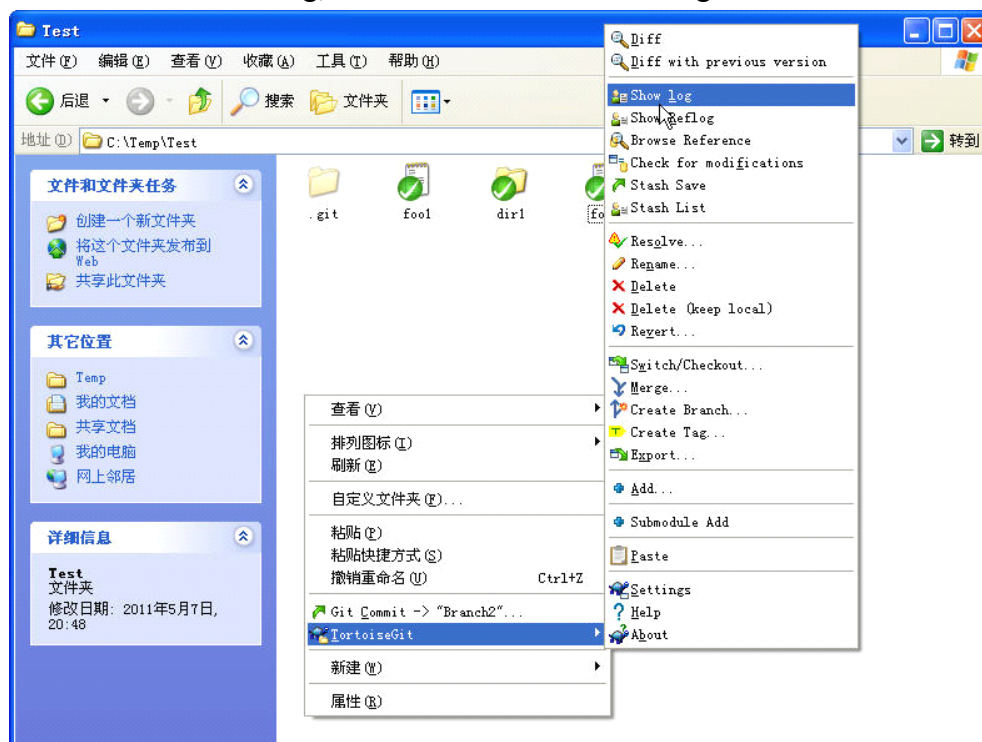 Test
文件(F) 编辑(E) 查看(V) 收藏(A) 工具(T) 帮助(H)
后退 搜索 文件夹
地址(D) C:\Temp\Test 转到
文件和文件夹任务
创建一个新文件夹
将这个文件夹发布到
Web
共享此文件夹
其它位置
Temp
我的文档
共享文档
我的电脑
网上邻居
详细信息
Test
文件夹
修改日期: 2011年5月7日,
20:48
.git foo1 dir1
查看(V)
排列图标(I)
刷新(E)
自定义文件夹(F)...
粘贴(P)
粘贴快捷方式(S)
撤销重命名(U) Ctrl+Z
Git Commit -> "Branch2"...
TortoiseGit
新建(W)
属性(R)
Diff
Diff with previous version
Show log
Show Reflog
Browse Reference
Check for modifications
Stash Save
Stash List
Resolve...
Rename...
Delete
Delete (keep local)
Revert...
Switch/Checkout...
Merge...
Create Branch...
Create Tag...
Export...
Add...
Submodule Add
Paste
Settings
Help
About